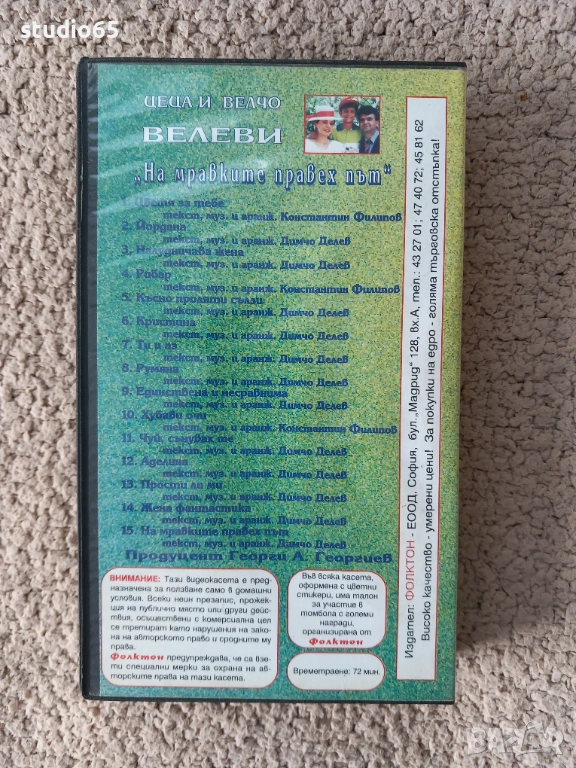 studio65
ЦЕЦА И ВЕЛЧО
ВЕЛЕВИ
„На мравките правех път“
1. Песни за тебе
текст, муз. и аранж. Константин Филипов
2. Йордана
текст, муз. и аранж. Димчо Делев
3. жена
текст, муз. и аранж. Димчо Делев
4. Робар
текст, муз. и аранж. Константин Филипов
5. Късно проляти сълзи
текст, муз. и аранж. Димчо Делев
6. Кристина
текст, муз. и аранж. Димчо Делев
7. Ти и аз
текст, муз. и аранж. Димчо Делев
8. Румяна
текст, муз. и аранж. Димчо Делев
9. Единствена и несравнима
текст, муз. и аранж. Димчо Делев
10. Хубави очи
текст, муз. и аранж. Константин Филипов
11. Чуй, сънувах те
текст, муз. и аранж. Димчо Делев
12. Аделина
текст, муз. и аранж. Димчо Делев
13. Прости ли ми
текст, муз. и аранж. Димчо Делев
14. Жена фантастика
текст, муз. и аранж. Димчо Делев
15. На мравките правех път
текст, муз. и аранж. Димчо Делев
Продуцент Георги А. Георгиев
ВНИМАНИЕ: Тази видеокасета е пред-
назначена за ползване само в домашни
условия. Всеки неин презапис, прожек-
ция на публично място или други дейст-
вия, осъществени с комерсиална цел
се третират като нарушения на зако-
на на авторското право и сродните му
права.
Фолктон предупреждава, че са взе-
ти специални мерки за охрана на ав-
торските права на тази касета.
Във всяка касета,
оформена с цветни
стикери, има талон
за участие в
томбола с големи
награди,
организирана от
Фолктон
Времетраене: 72 мин.
Издател: ФОЛКТОН - ЕООД, София, бул. „Мадрид“ 128, вх.А, тел.: 43 27 01; 47 40 72; 45 81 62
Високо качество - умерени цени! За покупки на едро - голяма търговска отстъпка!
BAZAR